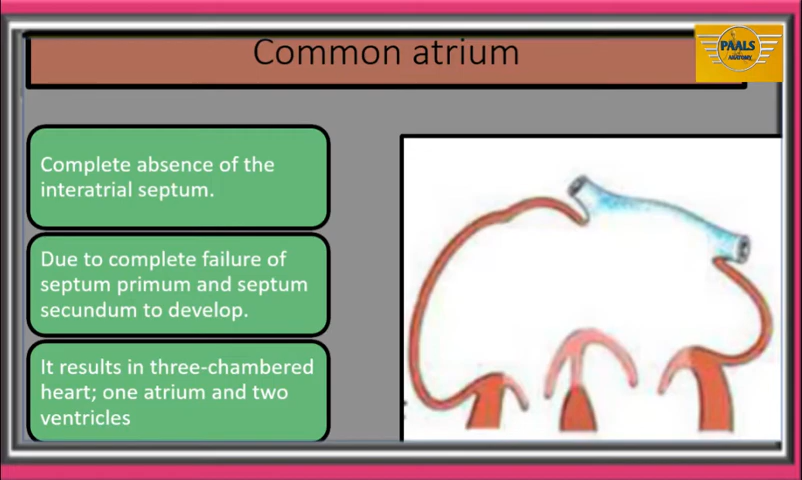 Common atrium
PAALS
ANATOMY
Complete absence of the
interatrial septum.
Due to complete failure of
septum primum and septum
secundum to develop.
It results in three-chambered
heart; one atrium and two
ventricles